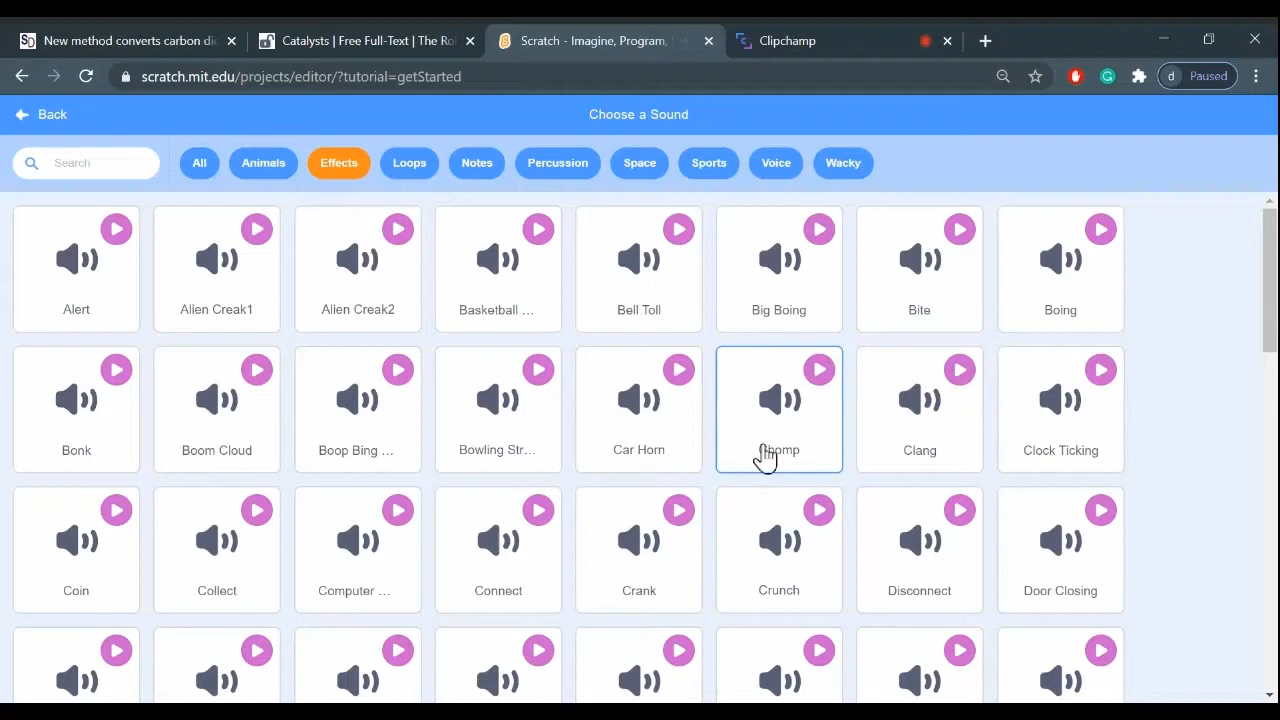 New method converts carbon di
Catalysts | Free Full-Text | The Ro
Scratch - Imagine, Program,
Clipchamp
scratch.mit.edu/projects/editor/?tutorial=getStarted
d Paused
Back
Choose a Sound
Search
All
Animals
Effects
Loops
Notes
Percussion
Space
Sports
Voice
Wacky
Alert
Alien Creak1
Alien Creak2
Basketball ...
Bell Toll
Big Boing
Bite
Boing
Bonk
Boom Cloud
Boop Bing ...
Bowling Str...
Car Horn
Chomp
Clang
Clock Ticking
Coin
Collect
Computer ...
Connect
Crank
Crunch
Disconnect
Door Closing